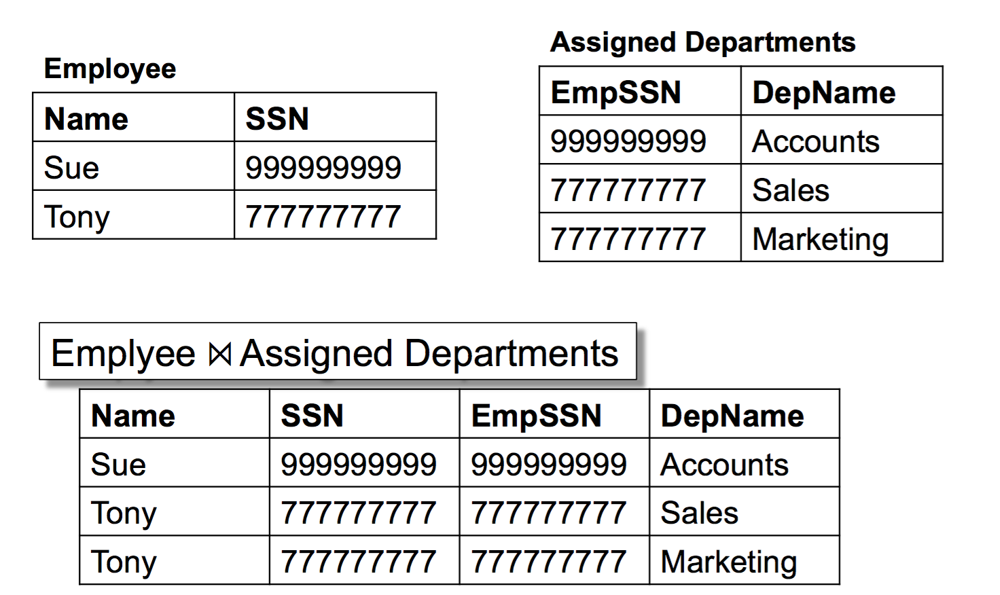 Employee
Name SSN
Sue 999999999
Tony 777777777
Assigned Departments
EmpSSN DepName
999999999 Accounts
777777777 Sales
777777777 Marketing
Emplyee ⋈ Assigned Departments
Name SSN EmpSSN DepName
Sue 999999999 999999999 Accounts
Tony 777777777 777777777 Sales
Tony 777777777 777777777 Marketing